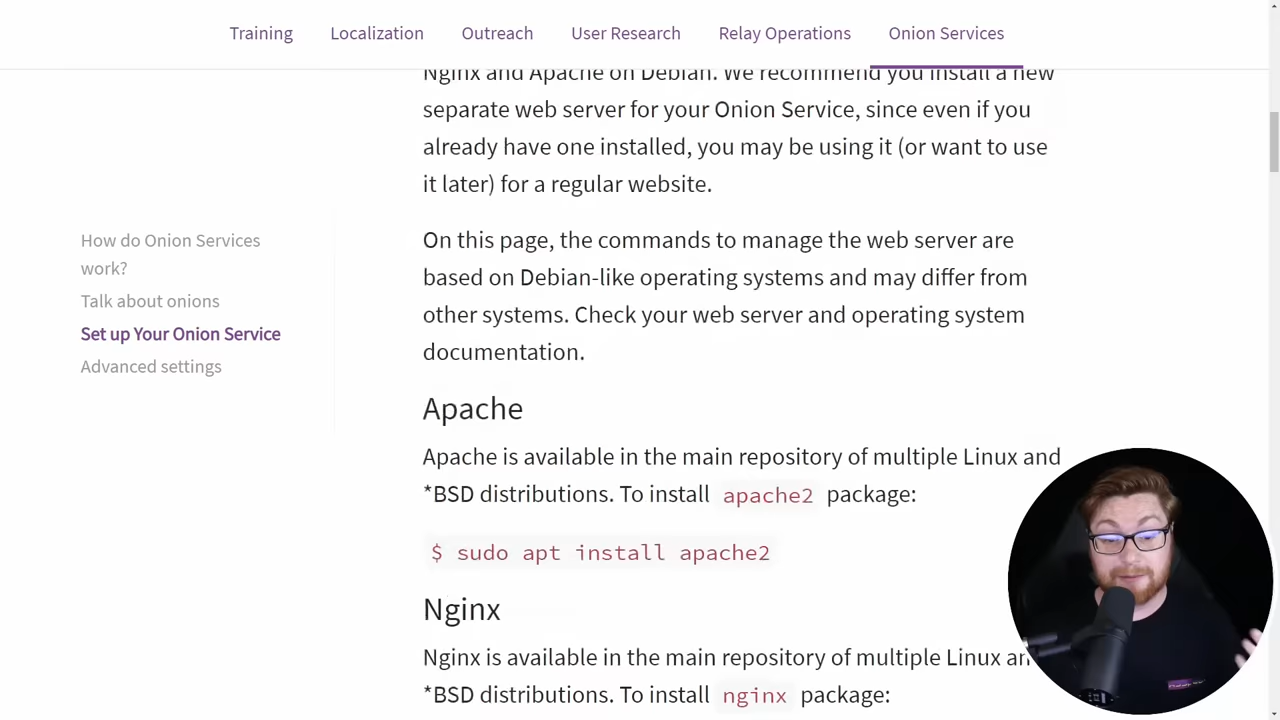 Training
Localization
Outreach
User Research
Relay Operations
Onion Services
Nginx and Apache on Debian. We recommend you install a new
separate web server for your Onion Service, since even if you
already have one installed, you may be using it (or want to use
it later) for a regular website.
How do Onion Services
work?
Talk about onions
Set up Your Onion Service
Advanced settings
On this page, the commands to manage the web server are
based on Debian-like operating systems and may differ from
other systems. Check your web server and operating system
documentation.
Apache
Apache is available in the main repository of multiple Linux and
*BSD distributions. To install apache2 package:
$ sudo apt install apache2
Nginx
Nginx is available in the main repository of multiple Linux
*BSD distributions. To install nginx package: